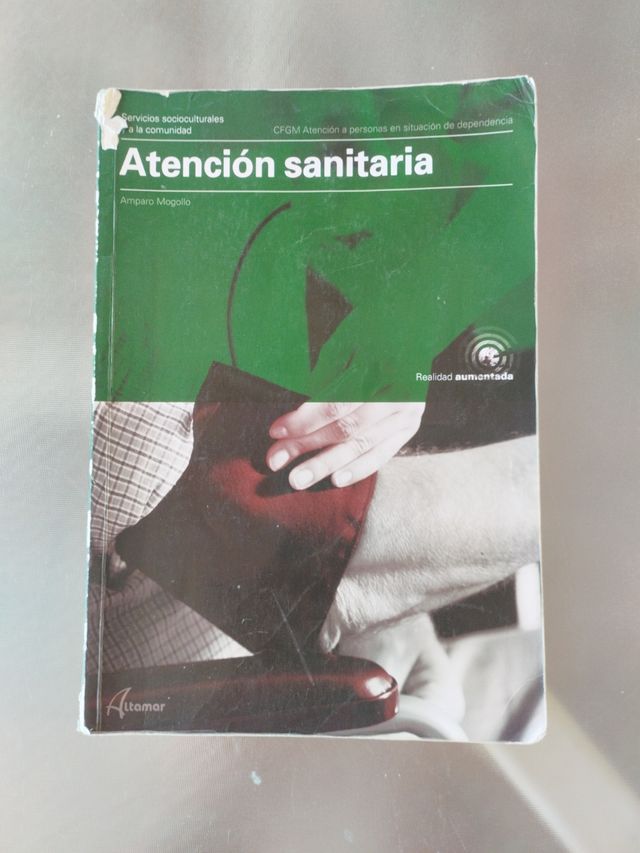 Servicios socioculturales
a la comunidad
CFGM Atención a personas en situación de dependencia
Atención sanitaria
Amparo Mogollo
Realidad aumentada
Altamar